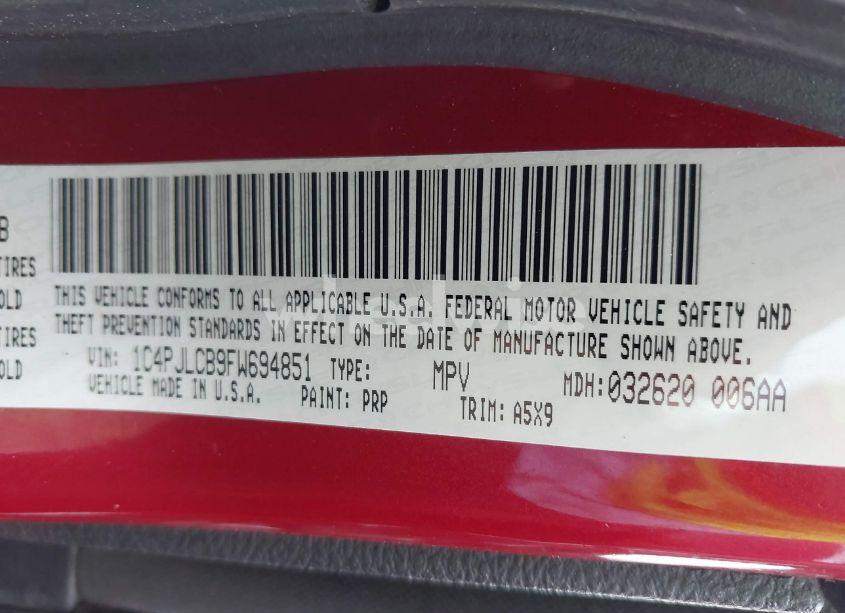 B
TIRES
OLD
TIRES
OLD
THIS VEHICLE CONFORMS TO ALL APPLICABLE U.S.A. FEDERAL MOTOR VEHICLE SAFETY AND
THEFT PREVENTION STANDARDS IN EFFECT ON THE DATE OF MANUFACTURE SHOWN ABOVE.
VIN: 1C4PJLCB9FW694851 TYPE: MPV MDH:032620 006AA
VEHICLE MADE IN U.S.A. PAINT: PRP TRIM: A5X9